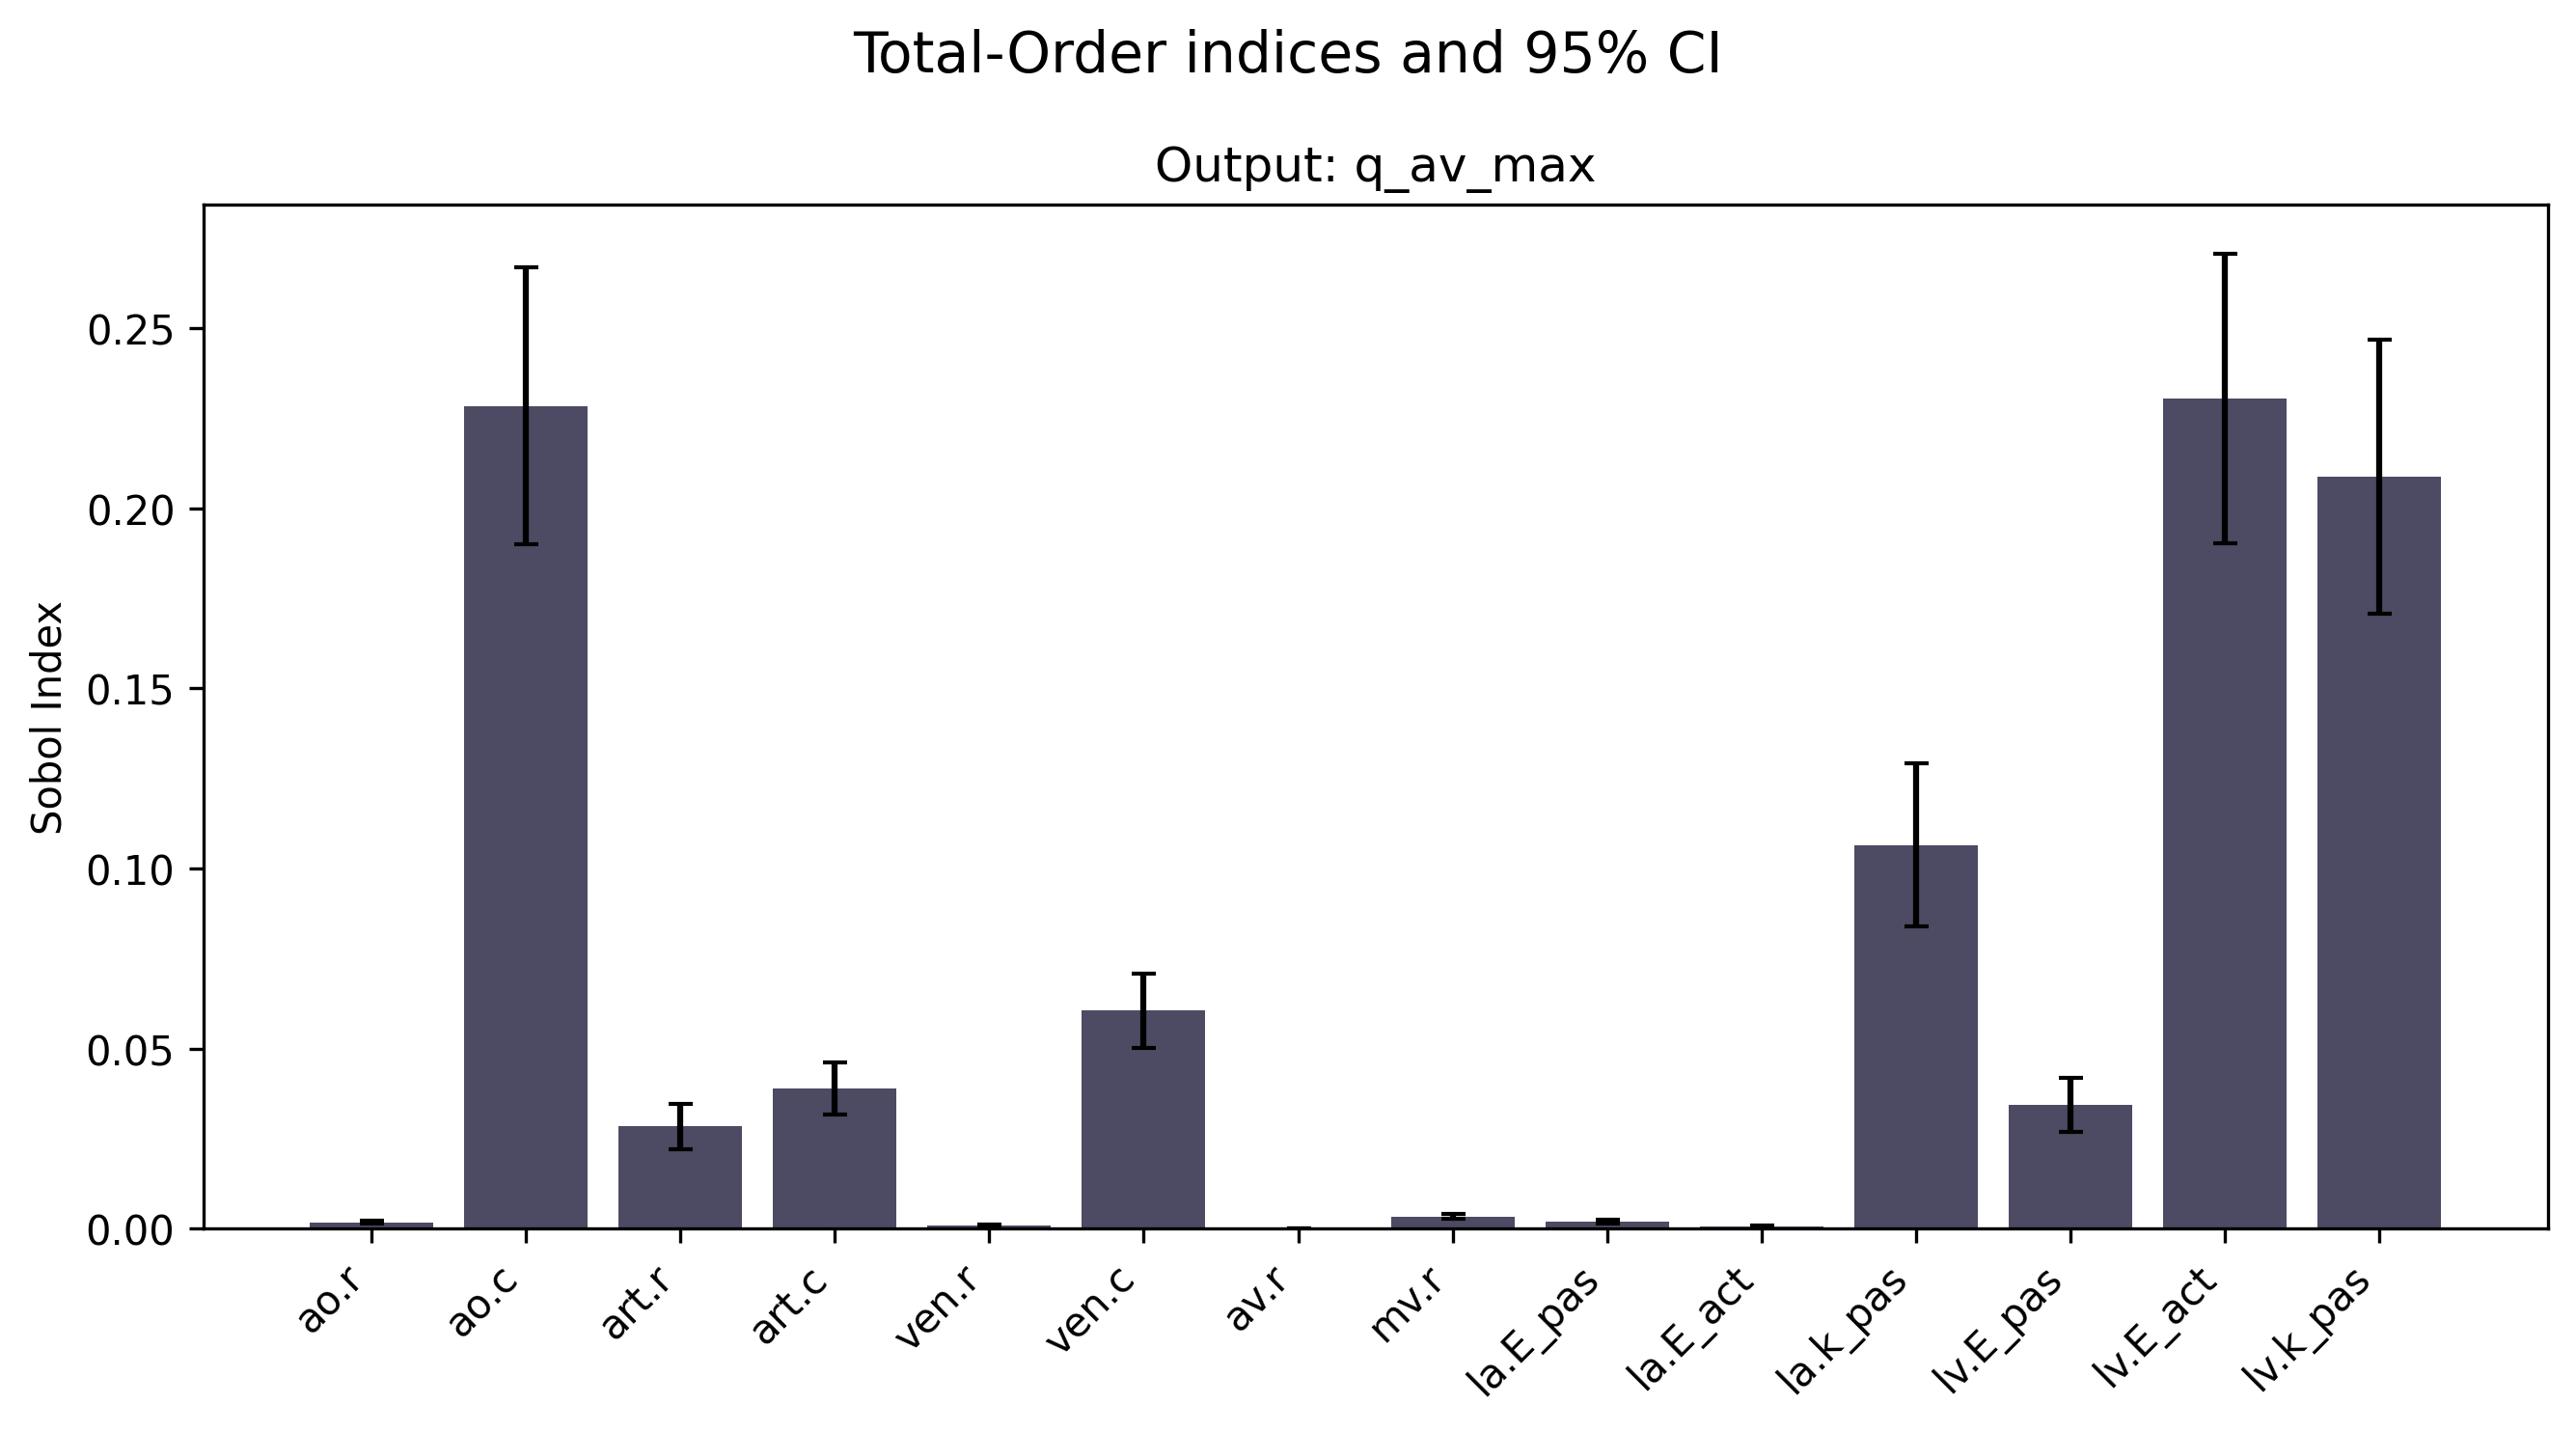 Total-Order indices and 95% CI
Output: q_av_max
Sobol Index
0.25
0.20
0.15
0.10
0.05
0.00
ao.r
ao.c
art.r
art.c
ven.r
ven.c
av.r
mv.r
la.E_pas
la.E_act
la.k_pas
lv.E_pas
lv.E_act
lv.k_pas